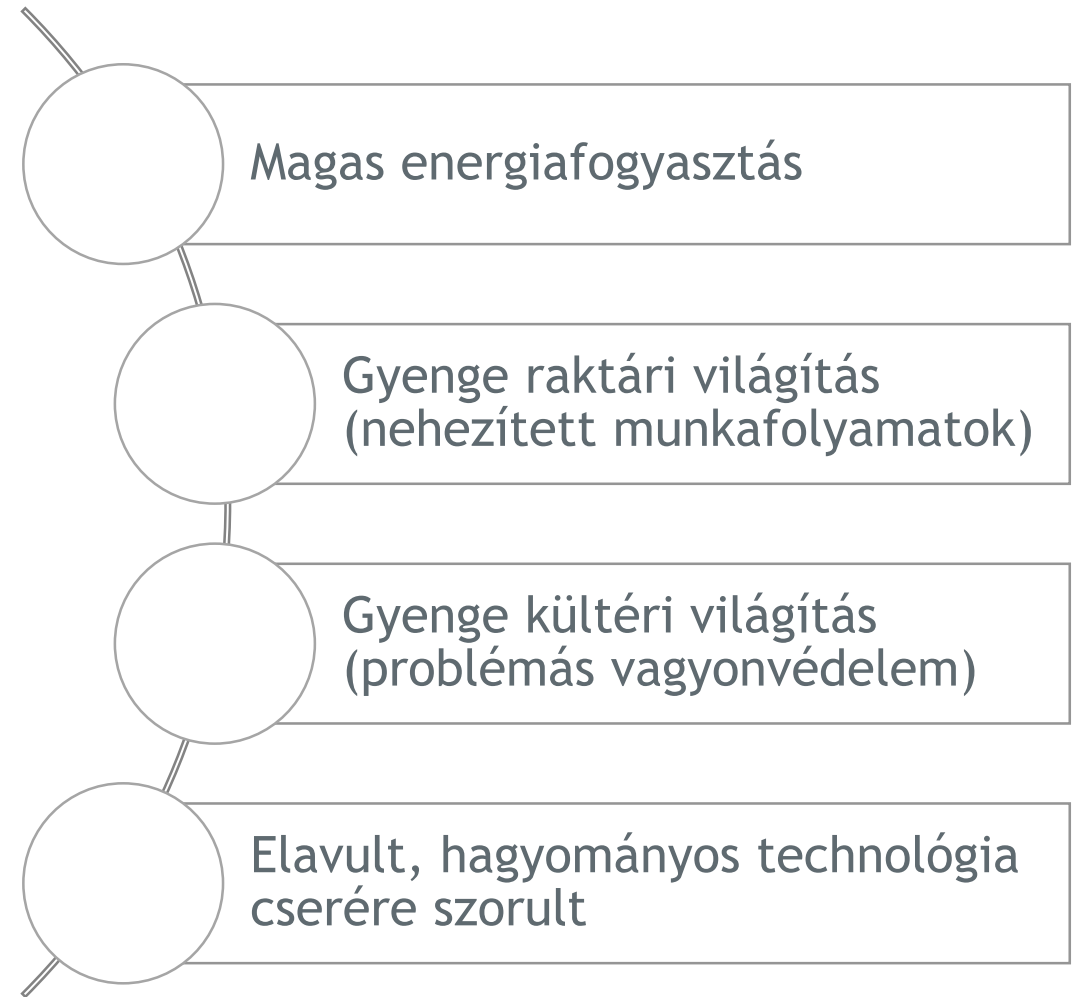 Magas energiafogyasztás
Gyenge raktári világítás
(nehezített munkafolyamatok)
Gyenge kültéri világítás
(problémás vagyonvédelem)
Elavult, hagyományos technológia
cserére szorult